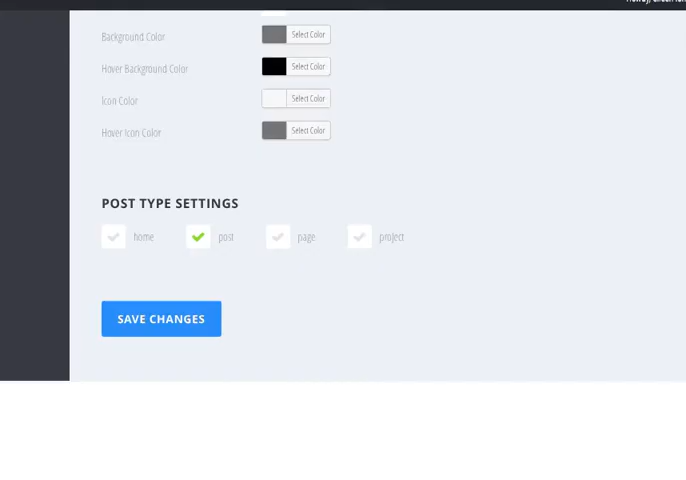 Background Color
Select Color
Hover Background Color
Select Color
Icon Color
Select Color
Hover Icon Color
Select Color
POST TYPE SETTINGS
home post page project
SAVE CHANGES